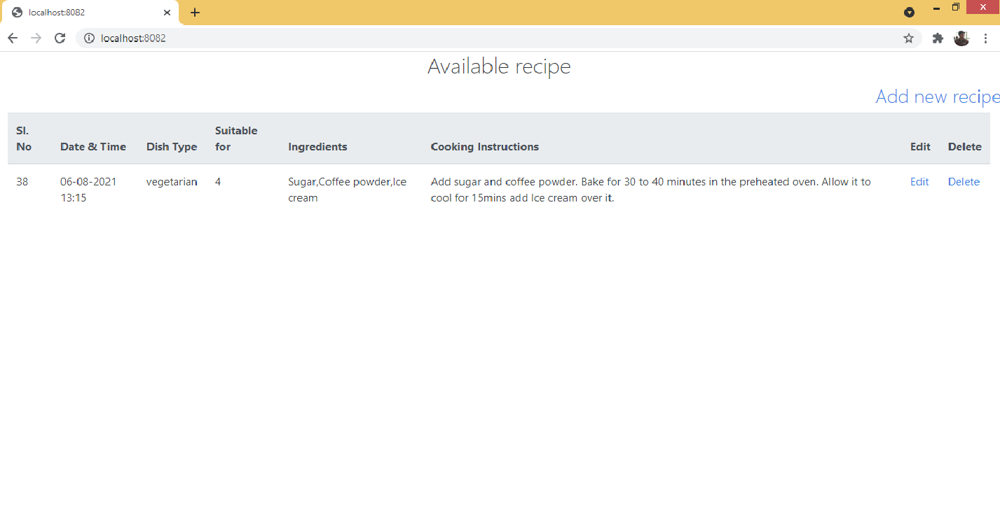 localhost:8082
localhost:8082
Available recipe
Add new recipe
Sl. No Date & Time Dish Type Suitable for Ingredients Cooking Instructions Edit Delete
38 06-08-2021 vegetarian 4 Sugar,Coffee powder,Ice Add sugar and coffee powder. Bake for 30 to 40 minutes in the preheated oven. Allow it to Edit Delete
13:15 cream cool for 15mins add Ice cream over it.